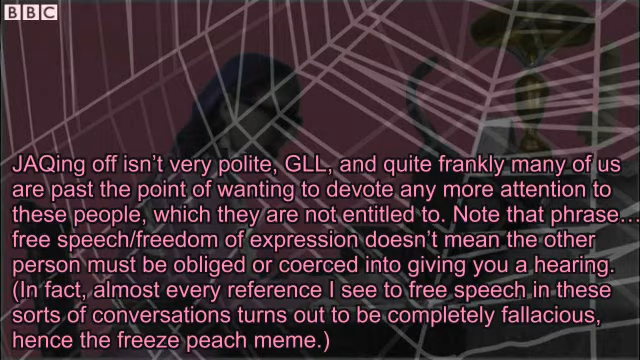 BBC
JAQing off isn't very polite, GLL, and quite frankly many of us
are past the point of wanting to devote any more attention to
these people, which they are not entitled to. Note that phrase…
free speech/freedom of expression doesn't mean the other
person must be obliged or coerced into giving you a hearing.
(In fact, almost every reference I see to free speech in these
sorts of conversations turns out to be completely fallacious,
hence the freeze peach meme.)